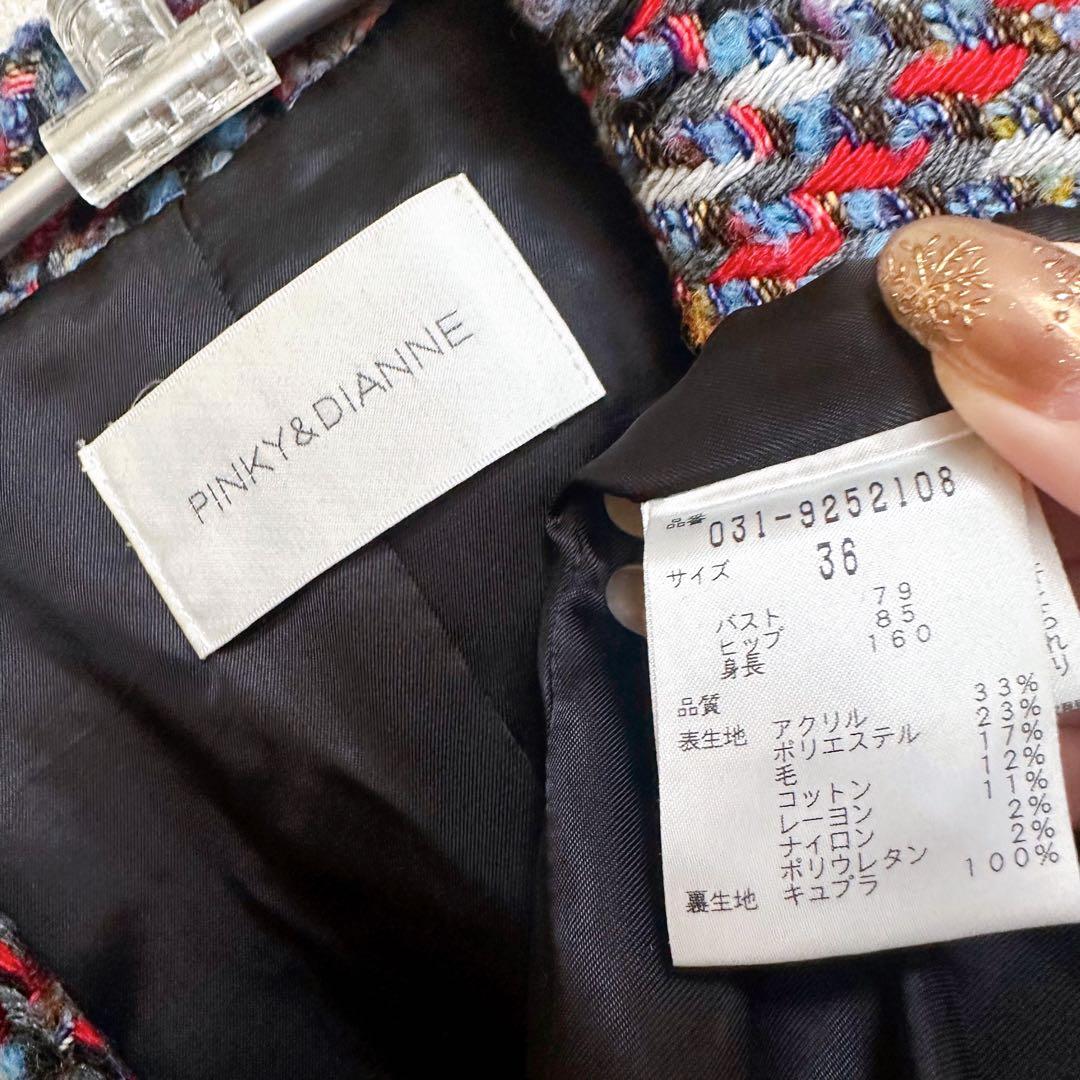 PINKY&DIANNE
品番 031-9252108
サイズ 36
バスト 79
ヒップ 85
身長 160
品質
表生地 アクリル 33%
ポリエステル 23%
毛 17%
コットン 12%
レーヨン 11%
ナイロン 2%
ポリウレタン 2%
裏生地 キュプラ 100%